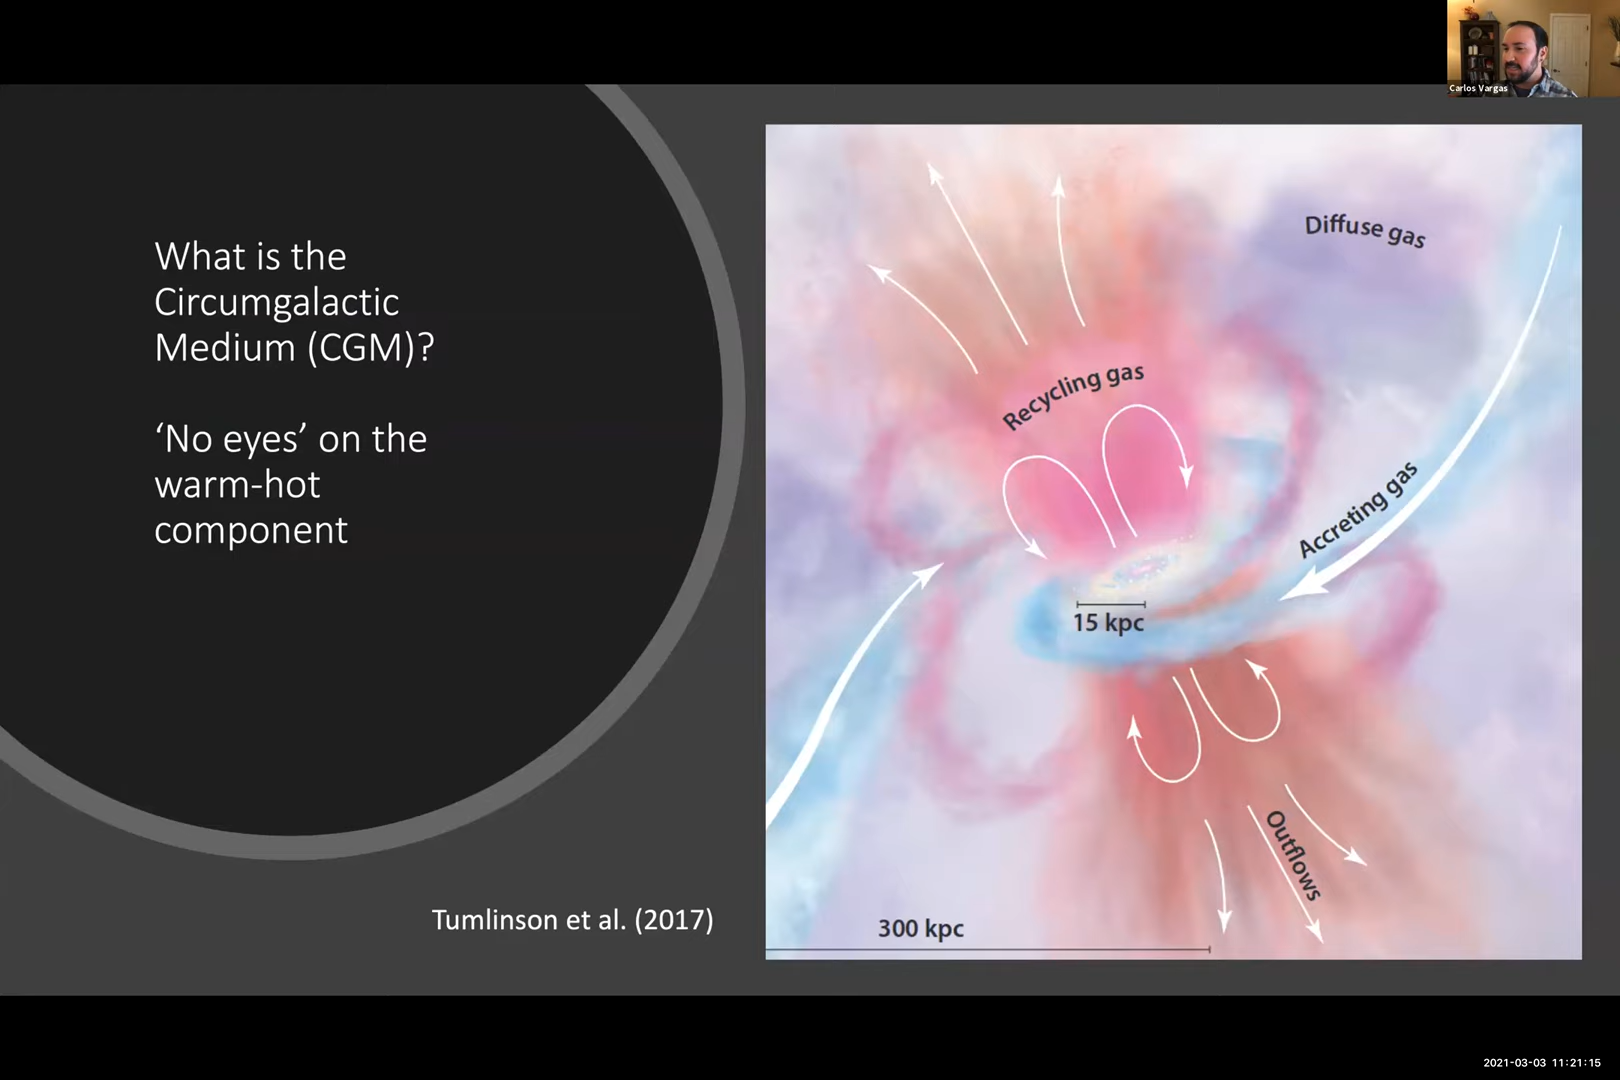 Carlos Vargas
What is the
Circumgalactic
Medium (CGM)?
‘No eyes’ on the
warm-hot
component
Tumlinson et al. (2017)
Diffuse gas
Recycling gas
Accreting gas
15 kpc
Outflows
300 kpc
2021-03-03 11:21:15